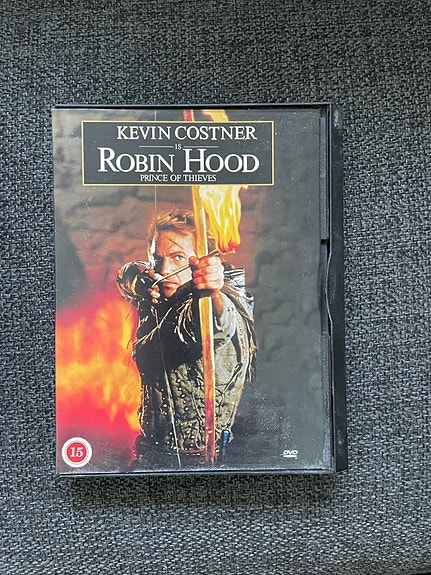 KEVIN COSTNER
IS
ROBIN HOOD
PRINCE OF THIEVES
15
DVD